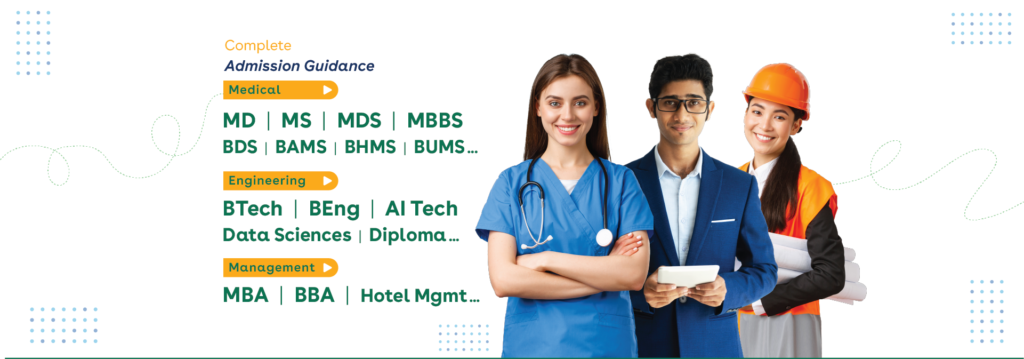 Complete
Admission Guidance
Medical
MD | MS | MDS | MBBS
BDS | BAMS | BHMS | BUMS...
Engineering
BTech | BEng | AI Tech
Data Sciences | Diploma...
Management
MBA | BBA | Hotel Mgmt...